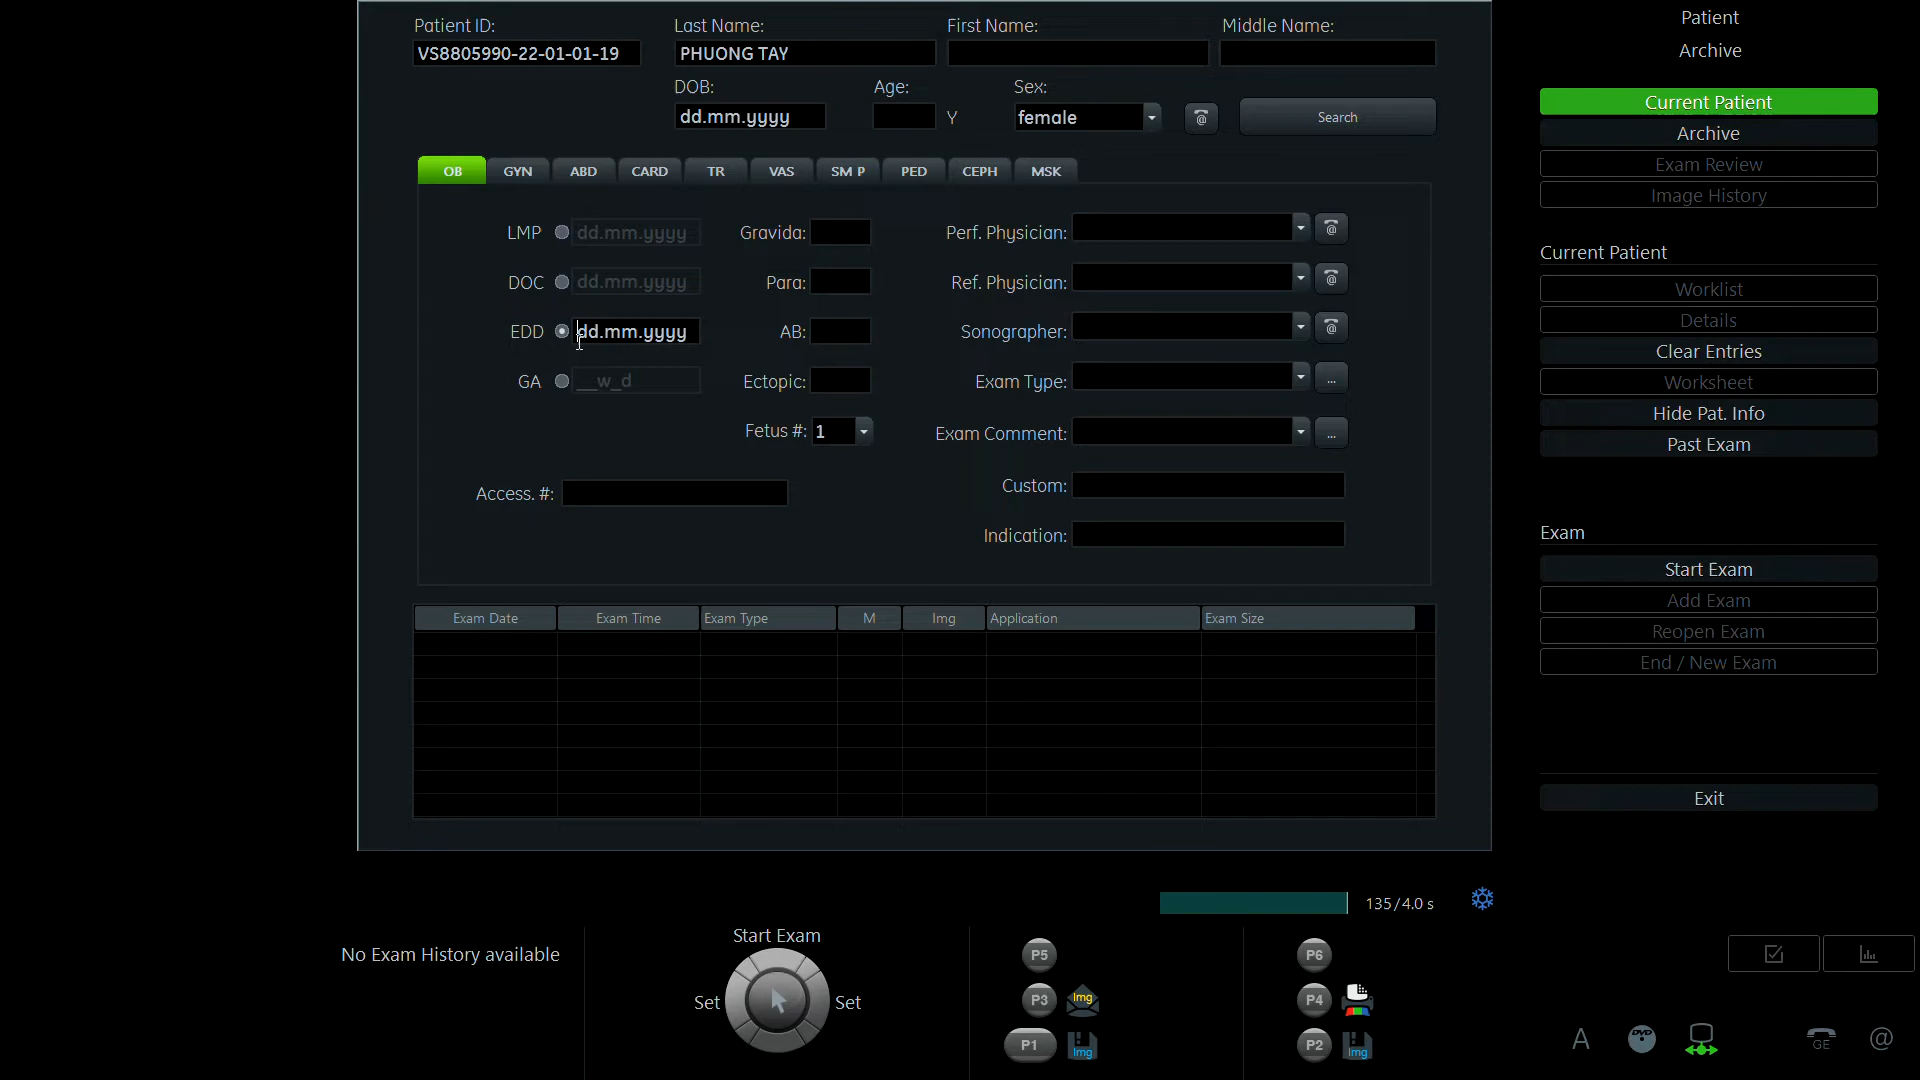 Patient ID: Last Name: First Name: Middle Name:
VS8805990-22-01-01-19 PHUONG TAY
DOB: Age: Sex:
dd.mm.yyyy Y female Search
OB GYN ABD CARD TR VAS SM P PED CEPH MSK
LMP dd.mm.yyyy Gravida: Perf. Physician:
DOC dd.mm.yyyy Para: Ref. Physician:
EDD dd.mm.yyyy AB: Sonographer:
GA __w_d Ectopic: Exam Type: ...
Fetus #: 1 Exam Comment: ...
Access. #: Custom:
Indication:
Exam Date Exam Time Exam Type M Img Application Exam Size
Patient
Archive
Current Patient
Archive
Exam Review
Image History
Current Patient
Worklist
Details
Clear Entries
Worksheet
Hide Pat. Info
Past Exam
Exam
Start Exam
Add Exam
Reopen Exam
End / New Exam
Exit
135/4.0 s
No Exam History available
Start Exam
Set Set
P5 P6
P3 Img P4
P1 Img P2 Img
A DVD GE @